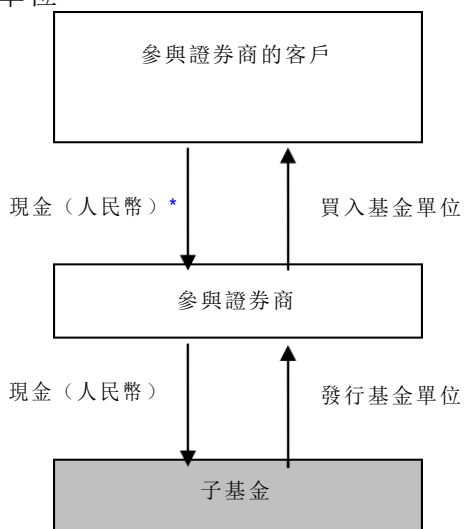 單位
參與證券商的客戶
現金（人民幣）* 買入基金單位
參與證券商
現金（人民幣） 發行基金單位
子基金